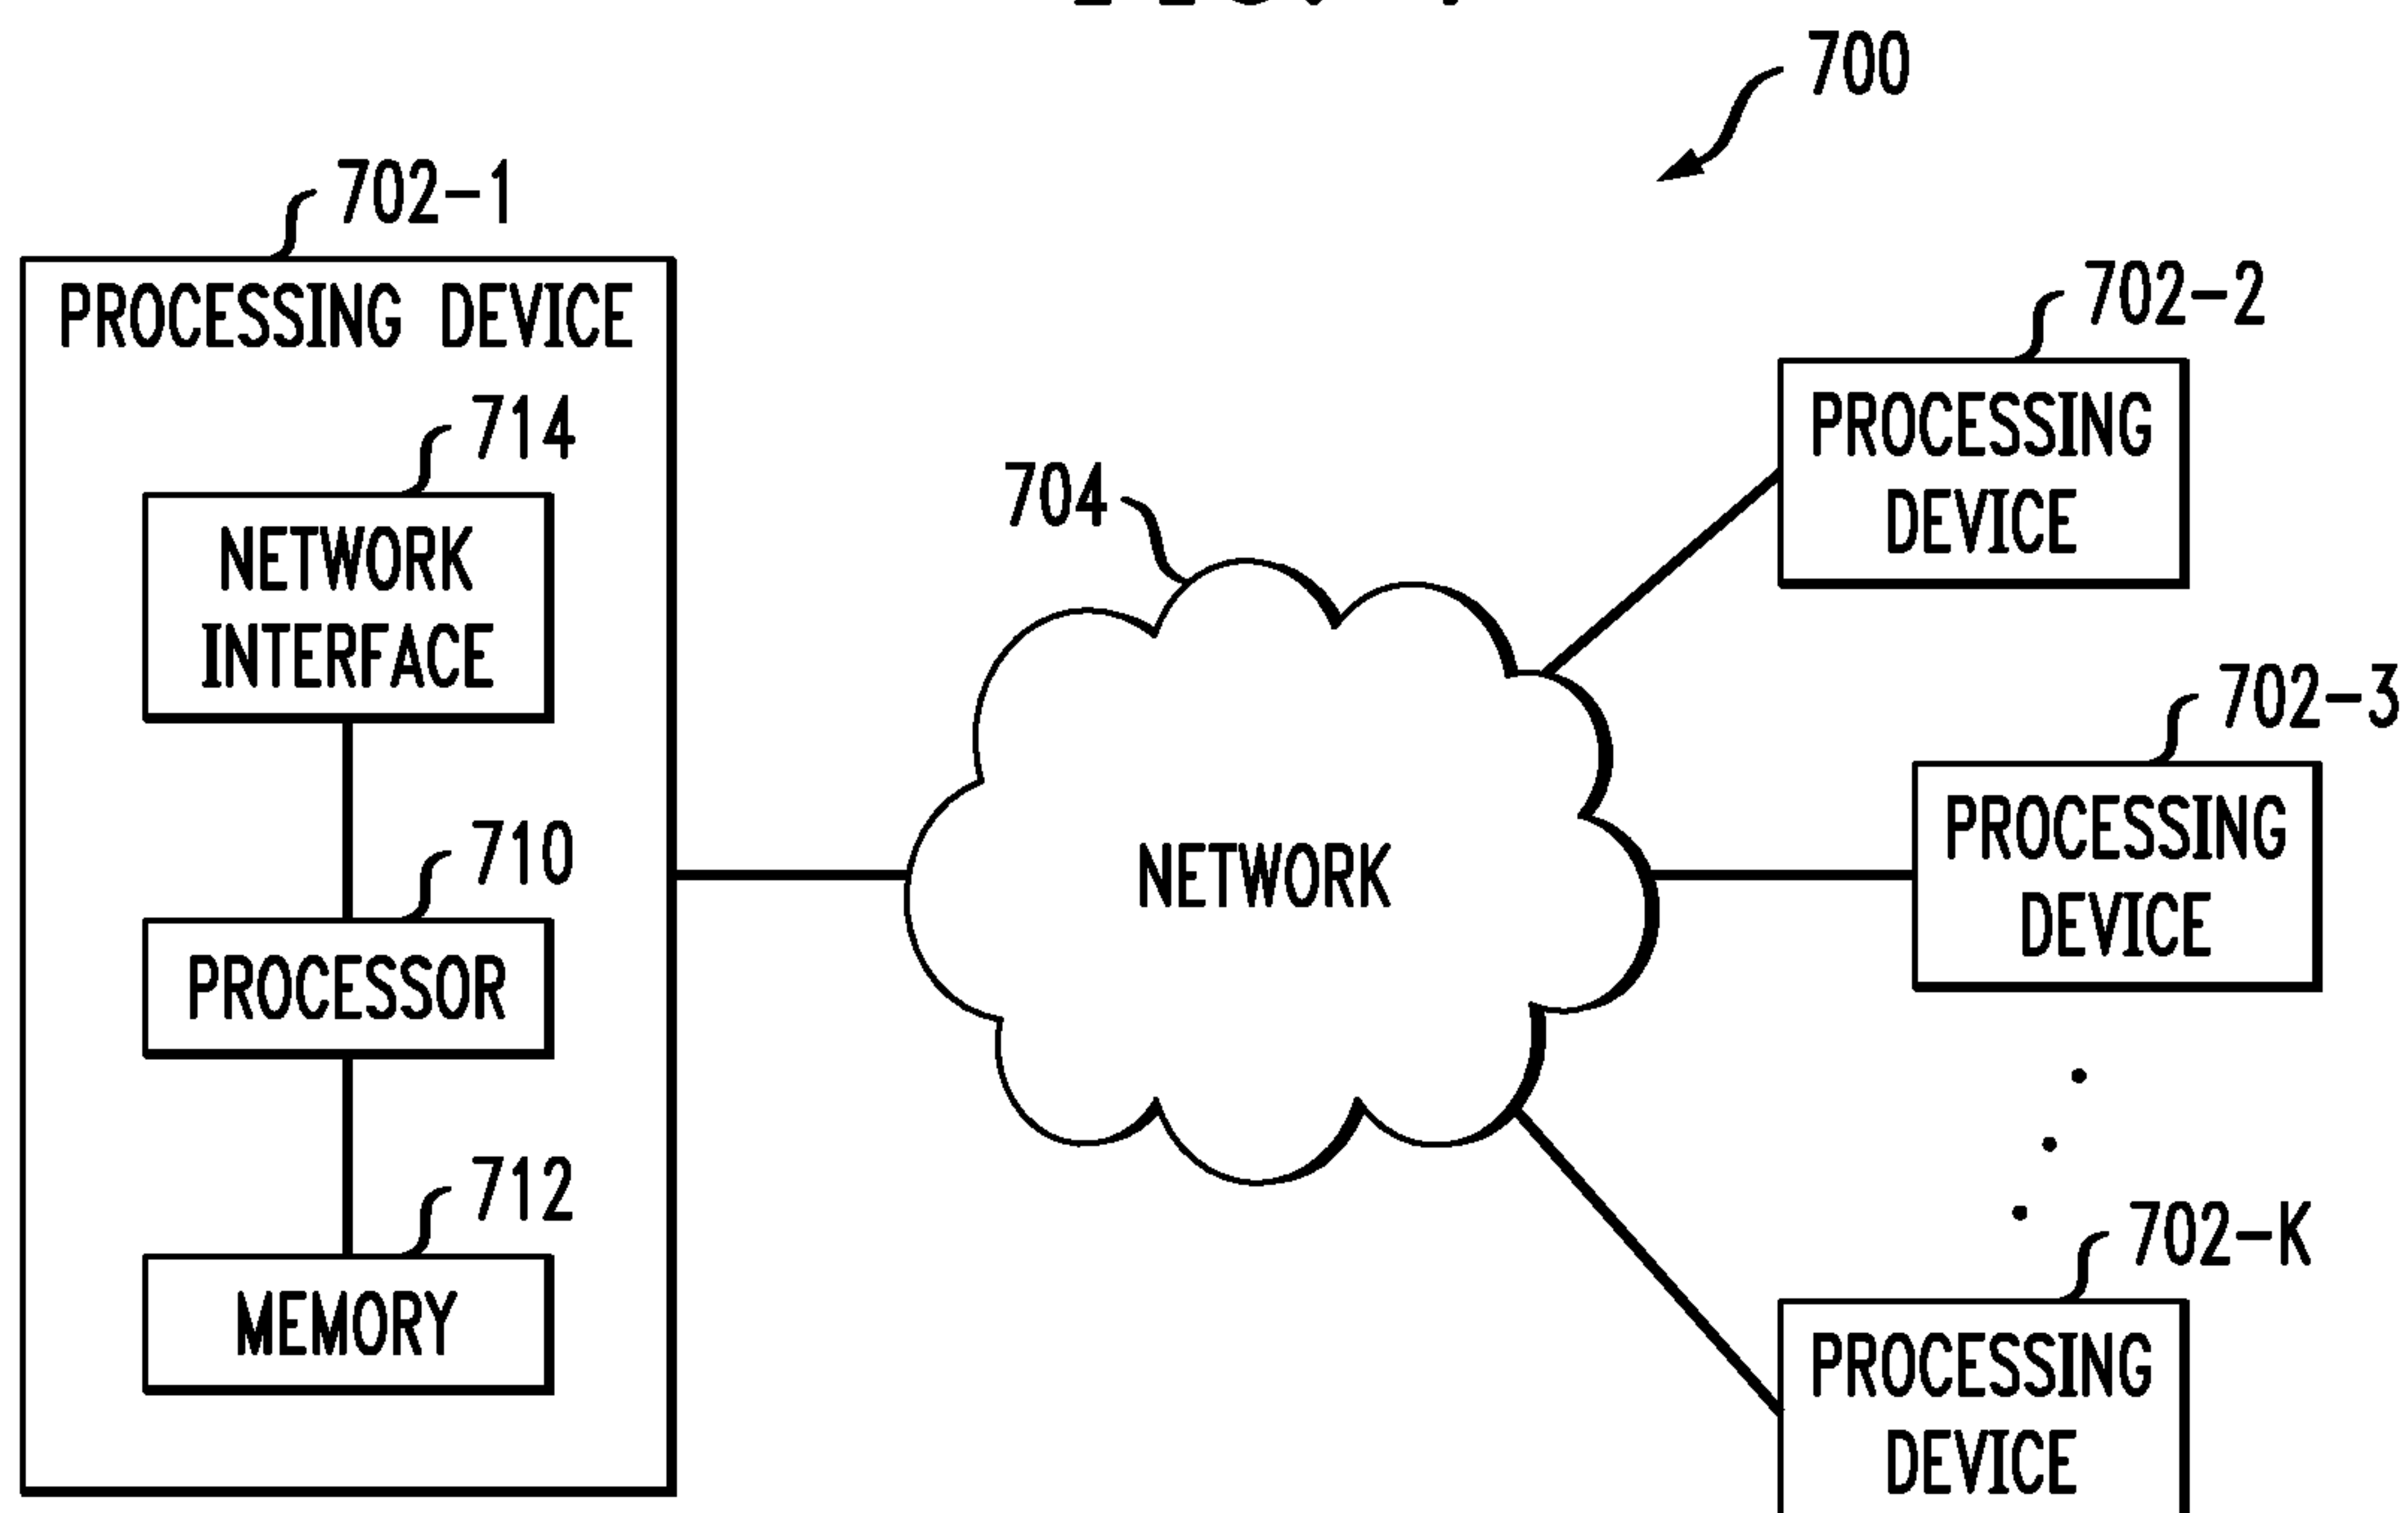 700
702-1
PROCESSING DEVICE
714
NETWORK
INTERFACE
710
PROCESSOR
712
MEMORY
704
NETWORK
702-2
PROCESSING
DEVICE
702-3
PROCESSING
DEVICE
702-K
PROCESSING
DEVICE